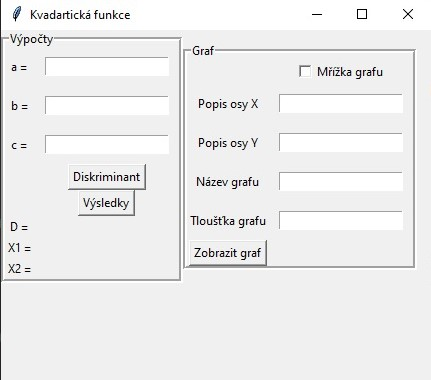 Kvadartická funkce
Výpočty
a =
b =
c =
Diskriminant
Výsledky
D =
X1 =
X2 =
Graf
Mřížka grafu
Popis osy X
Popis osy Y
Název grafu
Tloušťka grafu
Zobrazit graf